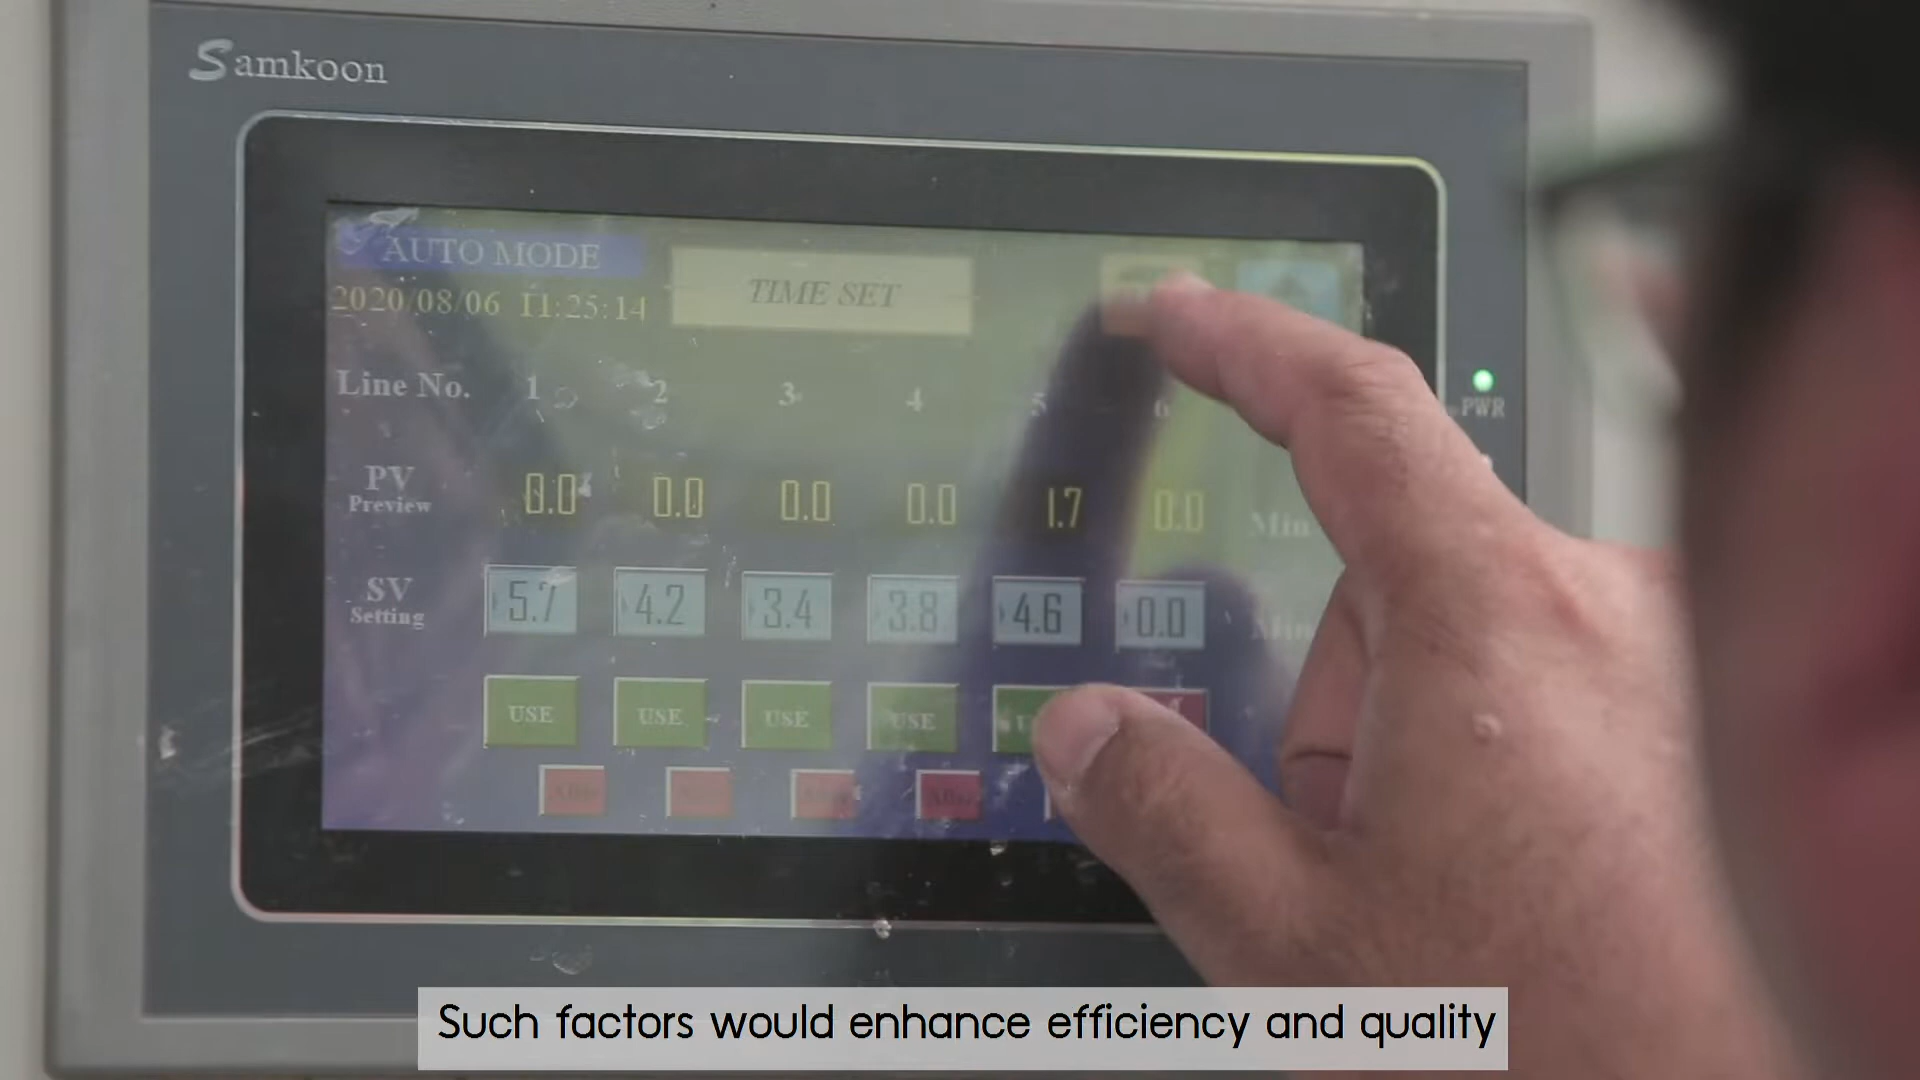 Samkoon
AUTO MODE
2020/08/06 11:25:14
TIME SET
Line No. 1 2 3 4 5 6
PV
Preview
0.0 0.0 0.0 0.0 1.7 0.0 Min
SV
Setting
5.7 4.2 3.4 3.8 4.6 0.0 Min
USE USE USE USE
PWR
Such factors would enhance efficiency and quality